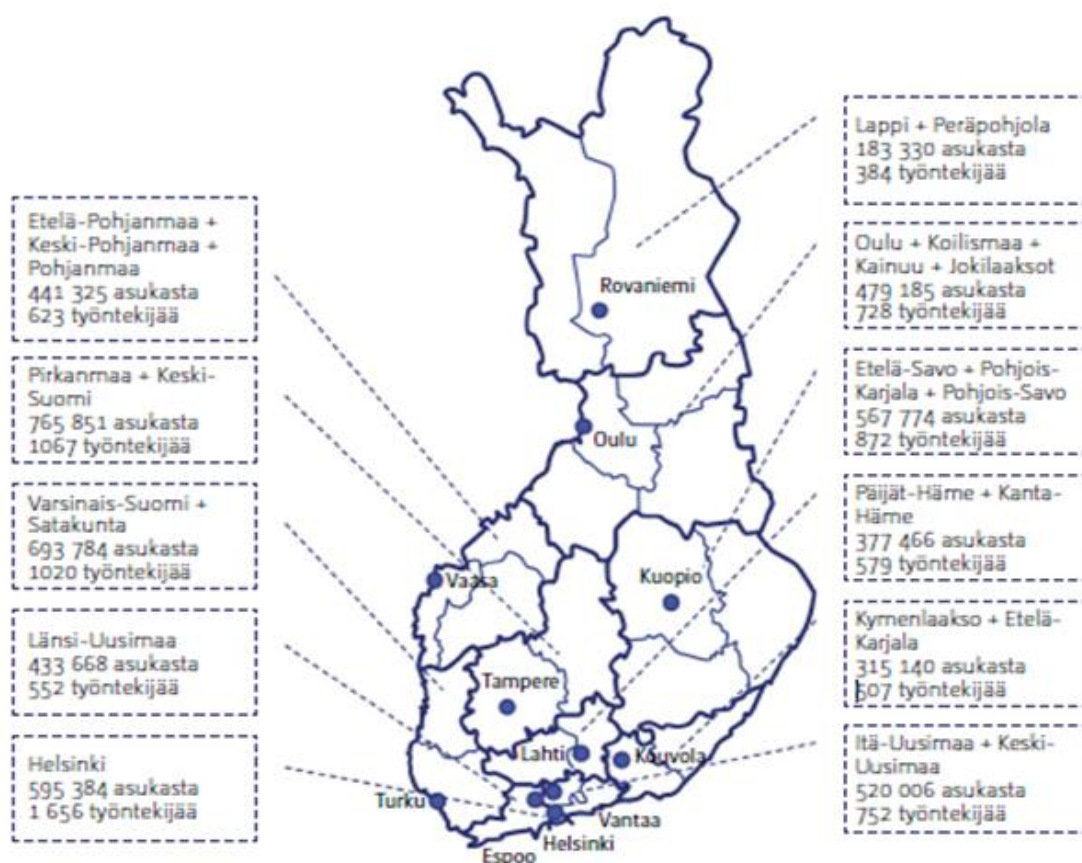 Etelä-Pohjanmaa +
Keski-Pohjanmaa +
Pohjanmaa
441 325 asukasta
623 työntekijää
Pirkanmaa + Keski-
Suomi
765 851 asukasta
1067 työntekijää
Varsinais-Suomi +
Satakunta
693 784 asukasta
1020 työntekijää
Länsi-Uusimaa
433 668 asukasta
552 työntekijää
Helsinki
595 384 asukasta
1 656 työntekijää
Rovaniemi
Oulu
Vaasa
Kuopio
Tampere
Lahti
Kouvola
Turku
Vantaa
Helsinki
Espoo
Lappi + Peräpohjola
183 330 asukasta
384 työntekijää
Oulu + Koilismaa +
Kainuu + Jokilaaksot
479 185 asukasta
728 työntekijää
Etelä-Savo + Pohjois-
Karjala + Pohjois-Savo
567 774 asukasta
872 työntekijää
Päijät-Häme + Kanta-
Häme
377 466 asukasta
579 työntekijää
Kymenlaakso + Etelä-
Karjala
315 140 asukasta
507 työntekijää
Itä-Uusimaa + Keski-
Uusimaa
520 006 asukasta
752 työntekijää